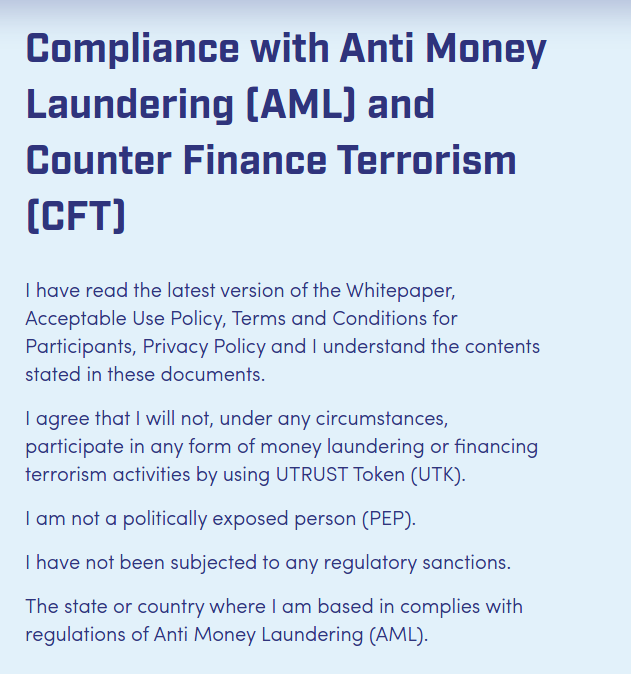 Compliance with Anti Money
Laundering (AML) and
Counter Finance Terrorism
(CFT)
I have read the latest version of the Whitepaper,
Acceptable Use Policy, Terms and Conditions for
Participants, Privacy Policy and I understand the contents
stated in these documents.
I agree that I will not, under any circumstances,
participate in any form of money laundering or financing
terrorism activities by using UTRUST Token (UTK).
I am not a politically exposed person (PEP).
I have not been subjected to any regulatory sanctions.
The state or country where I am based in complies with
regulations of Anti Money Laundering (AML).